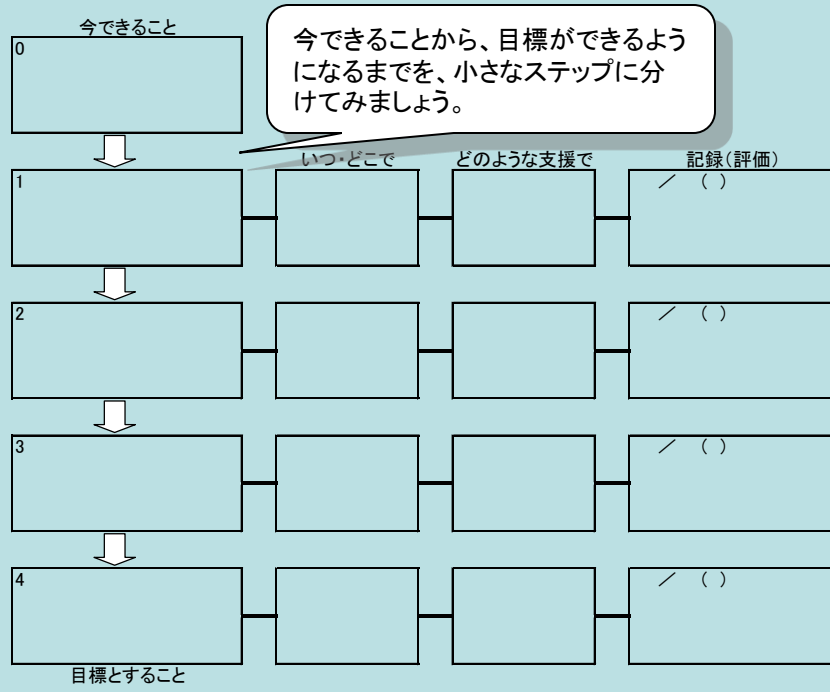 今できること
0
今できることから、目標ができるよう
になるまでを、小さなステップに分
けてみましょう。
いつ・どこで
どのような支援で
記録(評価)
1
／ ( )
2
／ ( )
3
／ ( )
4
／ ( )
目標とすること